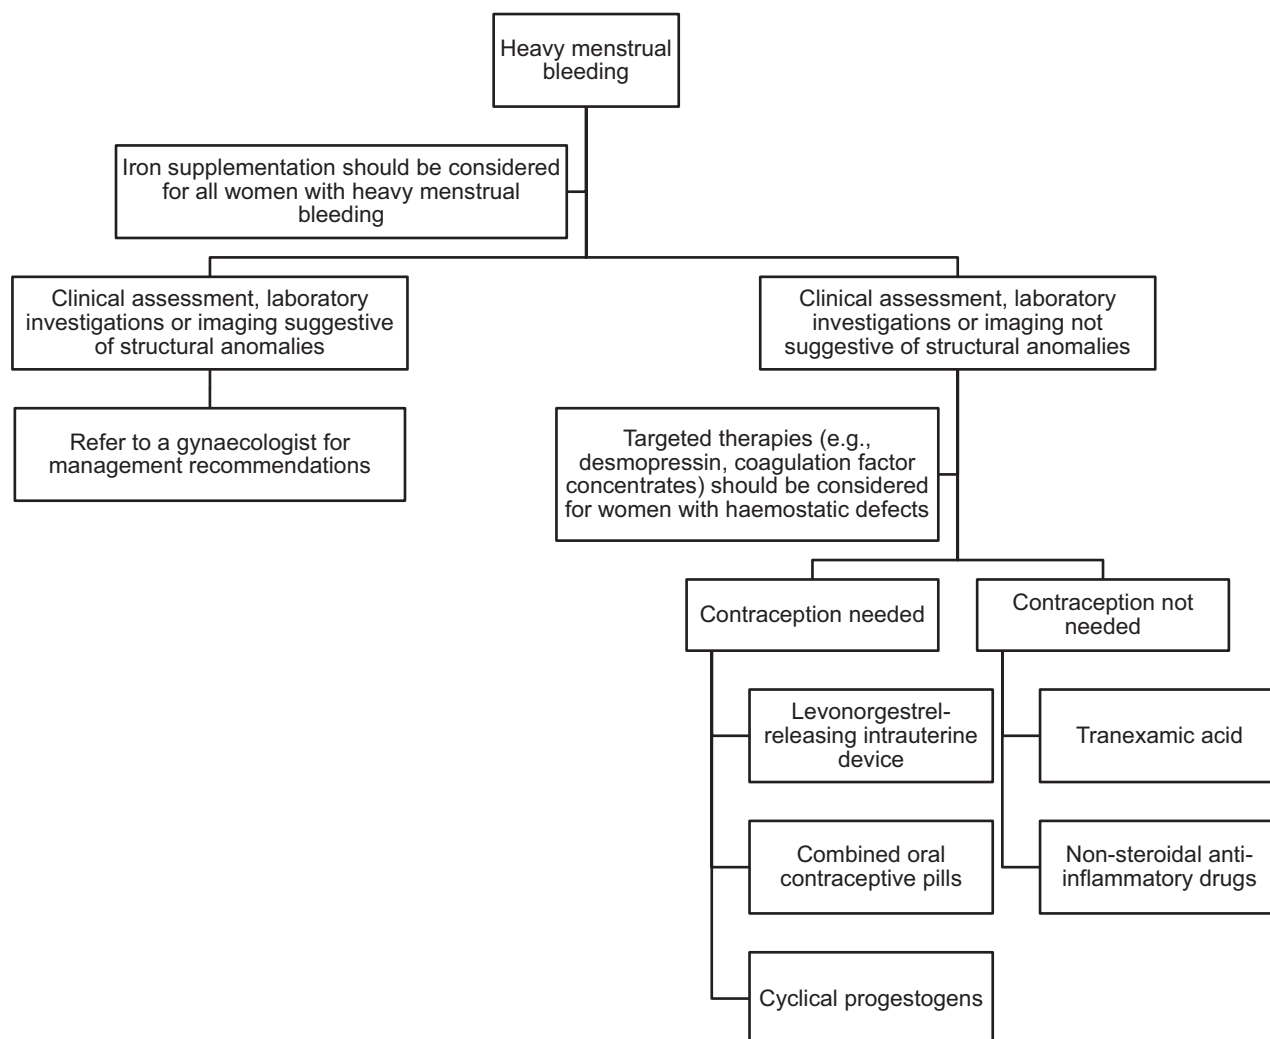 Heavy menstrual
bleeding
Iron supplementation should be considered
for all women with heavy menstrual
bleeding
Clinical assessment, laboratory
investigations or imaging suggestive
of structural anomalies
Clinical assessment, laboratory
investigations or imaging not
suggestive of structural anomalies
Refer to a gynaecologist for
management recommendations
Targeted therapies (e.g.,
desmopressin, coagulation factor
concentrates) should be considered
for women with haemostatic defects
Contraception needed
Contraception not
needed
Levonorgestrel-
releasing intrauterine
device
Tranexamic acid
Combined oral
contraceptive pills
Non-steroidal anti-
inflammatory drugs
Cyclical progestogens